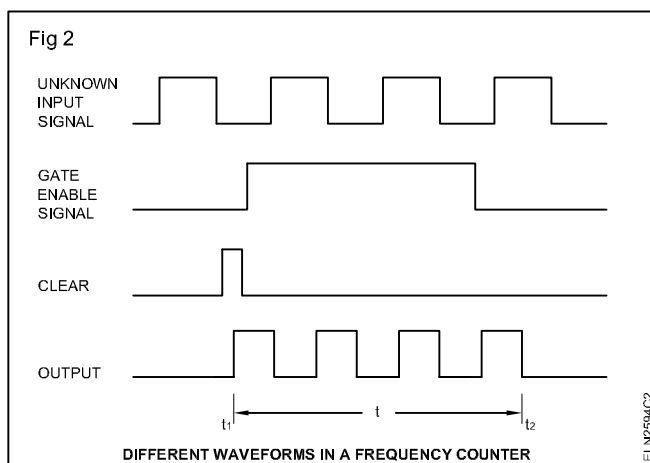 Fig 2
UNKNOWN
INPUT
SIGNAL
GATE
ENABLE
SIGNAL
CLEAR
OUTPUT
t1 t t2
DIFFERENT WAVEFORMS IN A FREQUENCY COUNTER
ELN2594C2